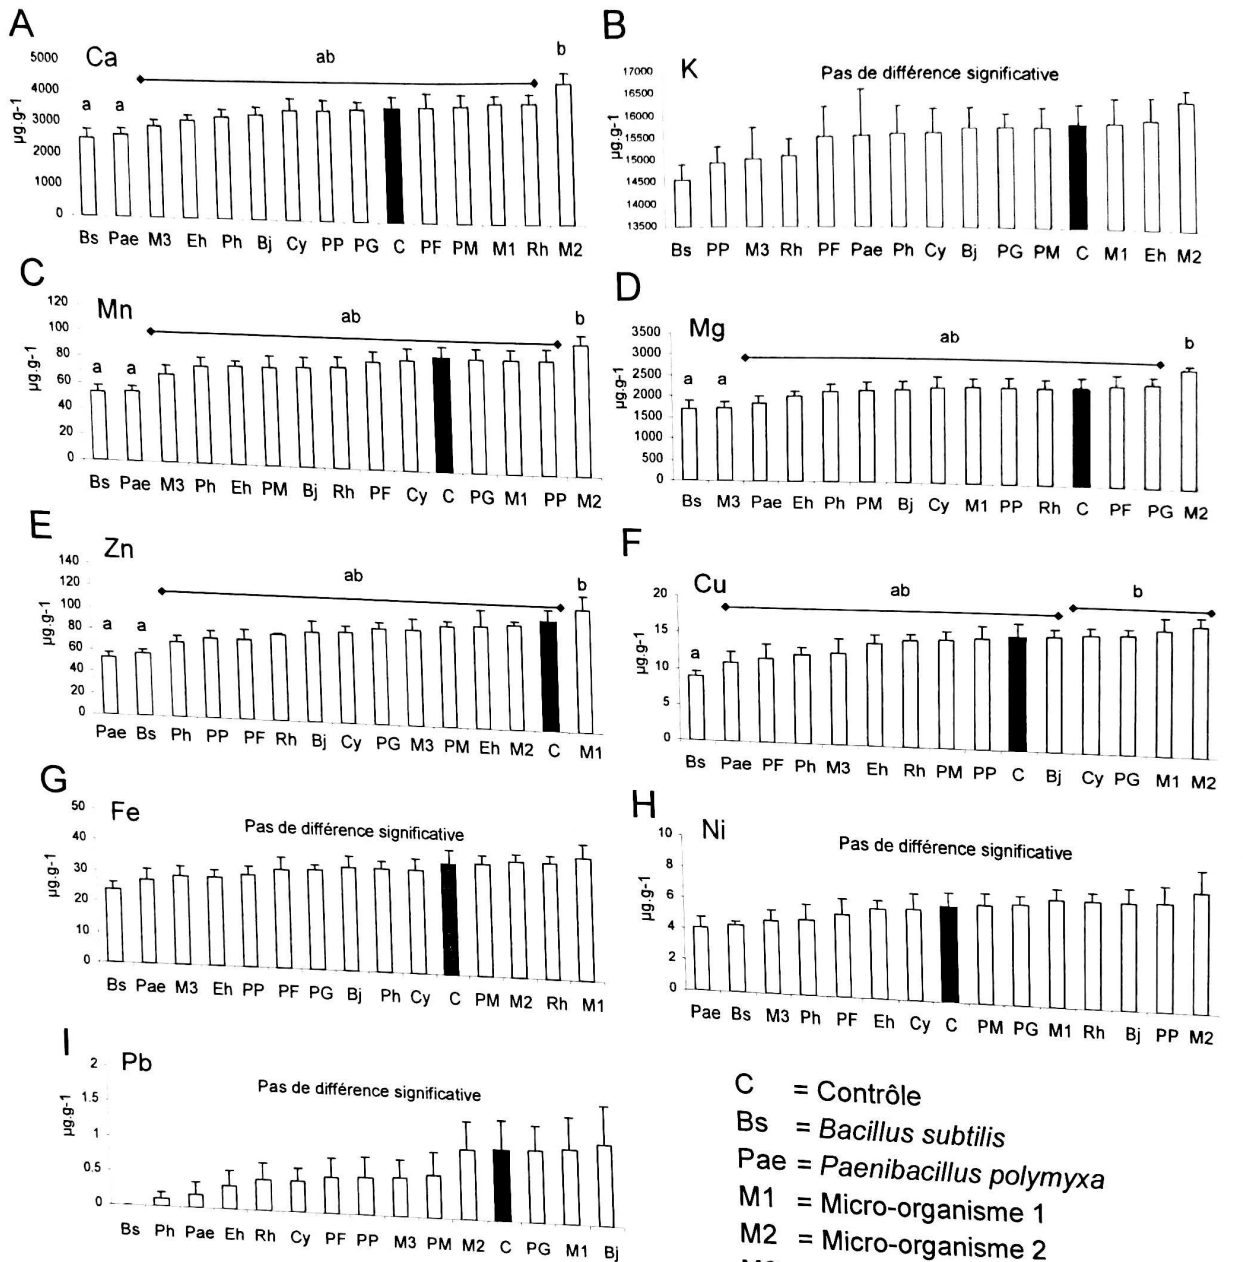 A
Ca
µg.g-1
5000
4000
3000
2000
1000
0
a a ab b
Bs Pae M3 Eh Ph Bj Cy PP PG C PF PM M1 Rh M2
B
K
Pas de différence significative
µg.g-1
17000
16500
16000
15500
15000
14500
14000
13500
Bs PP M3 Rh PF Pae Ph Cy Bj PG PM C M1 Eh M2
C
Mn
µg.g-1
120
100
80
60
40
20
0
a a ab b
Bs Pae M3 Ph Eh PM Bj Rh PF Cy C PG M1 PP M2
D
Mg
µg.g-1
3500
3000
2500
2000
1500
1000
500
0
a a ab b
Bs M3 Pae Eh Ph PM Bj Cy M1 PP Rh C PF PG M2
E
Zn
µg.g-1
140
120
100
80
60
40
20
0
a a ab b
Pae Bs Ph PP PF Rh Bj Cy PG M3 PM Eh M2 C M1
F
Cu
µg.g-1
20
15
10
5
0
a ab b
Bs Pae PF Ph M3 Eh Rh PM PP C Bj Cy PG M1 M2
G
Fe
Pas de différence significative
µg.g-1
50
40
30
20
10
0
Bs Pae M3 Eh PP PF PG Bj Ph Cy C PM M2 Rh M1
H
Ni
Pas de différence significative
µg.g-1
10
8
6
4
2
0
Pae Bs M3 Ph PF Eh Cy C PM PG M1 Rh Bj PP M2
I
Pb
Pas de différence significative
µg.g-1
2
1.5
1
0.5
0
Bs Ph Pae Eh Rh Cy PF PP M3 PM M2 C PG M1 Bj
C = Contrôle
Bs = Bacillus subtilis
Pae = Paenibacillus polymyxa
M1 = Micro-organisme 1
M2 = Micro-organisme 2